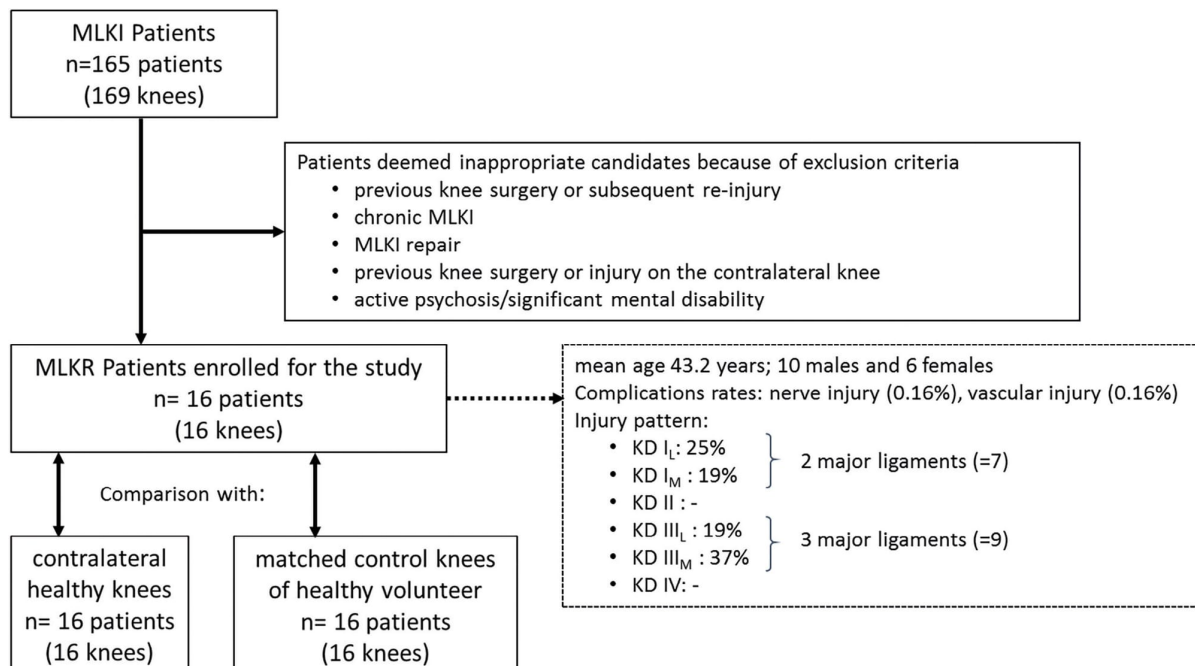 MLKI Patients
n=165 patients
(169 knees)
Patients deemed inappropriate candidates because of exclusion criteria
• previous knee surgery or subsequent re-injury
• chronic MLKI
• MLKI repair
• previous knee surgery or injury on the contralateral knee
• active psychosis/significant mental disability
MLKR Patients enrolled for the study
n= 16 patients
(16 knees)
mean age 43.2 years; 10 males and 6 females
Complications rates: nerve injury (0.16%), vascular injury (0.16%)
Injury pattern:
• KD I_L: 25%
• KD I_M : 19%
2 major ligaments (=7)
• KD II : -
• KD III_L : 19%
• KD III_M : 37%
3 major ligaments (=9)
• KD IV: -
Comparison with:
contralateral
healthy knees
n= 16 patients
(16 knees)
matched control knees
of healthy volunteer
n= 16 patients
(16 knees)